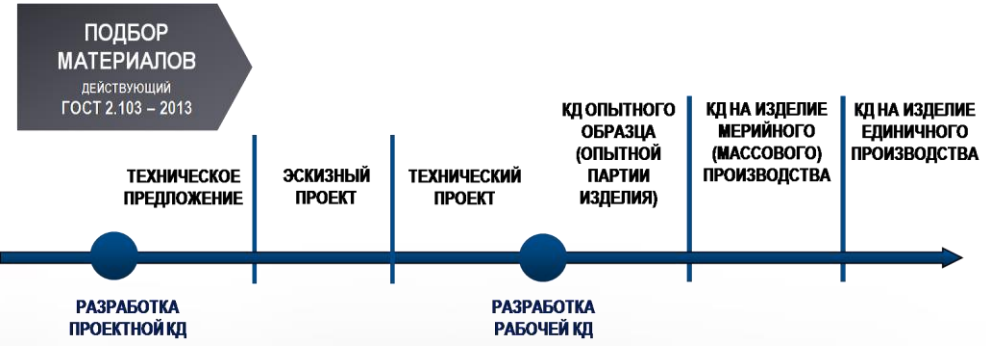 ПОДБОР
МАТЕРИАЛОВ
ДЕЙСТВУЮЩИЙ
ГОСТ 2.103 – 2013
ТЕХНИЧЕСКОЕ
ПРЕДЛОЖЕНИЕ
ЭСКИЗНЫЙ
ПРОЕКТ
ТЕХНИЧЕСКИЙ
ПРОЕКТ
КД ОПЫТНОГО
ОБРАЗЦА
(ОПЫТНОЙ
ПАРТИИ
ИЗДЕЛИЯ)
КД НА ИЗДЕЛИЕ
МЕРИЙНОГО
(МАССОВОГО)
ПРОИЗВОДСТВА
КД НА ИЗДЕЛИЕ
ЕДИНИЧНОГО
ПРОИЗВОДСТВА
РАЗРАБОТКА
ПРОЕКТНОЙ КД
РАЗРАБОТКА
РАБОЧЕЙ КД